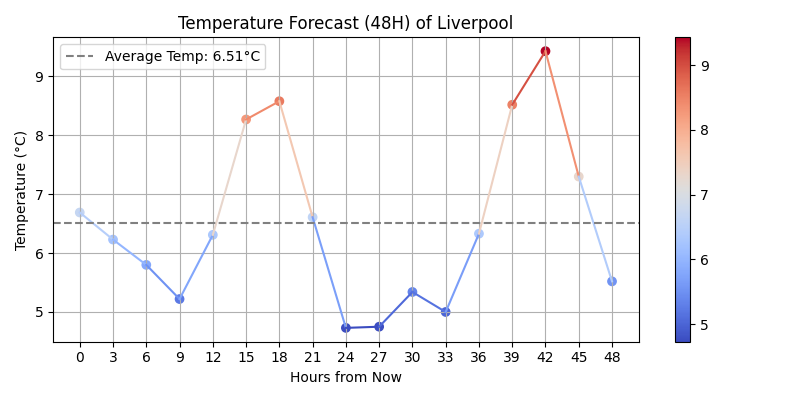 Temperature Forecast (48H) of Liverpool
Average Temp: 6.51°C
Temperature (°C)
9
8
7
6
5
0 3 6 9 12 15 18 21 24 27 30 33 36 39 42 45 48
Hours from Now
9
8
7
6
5